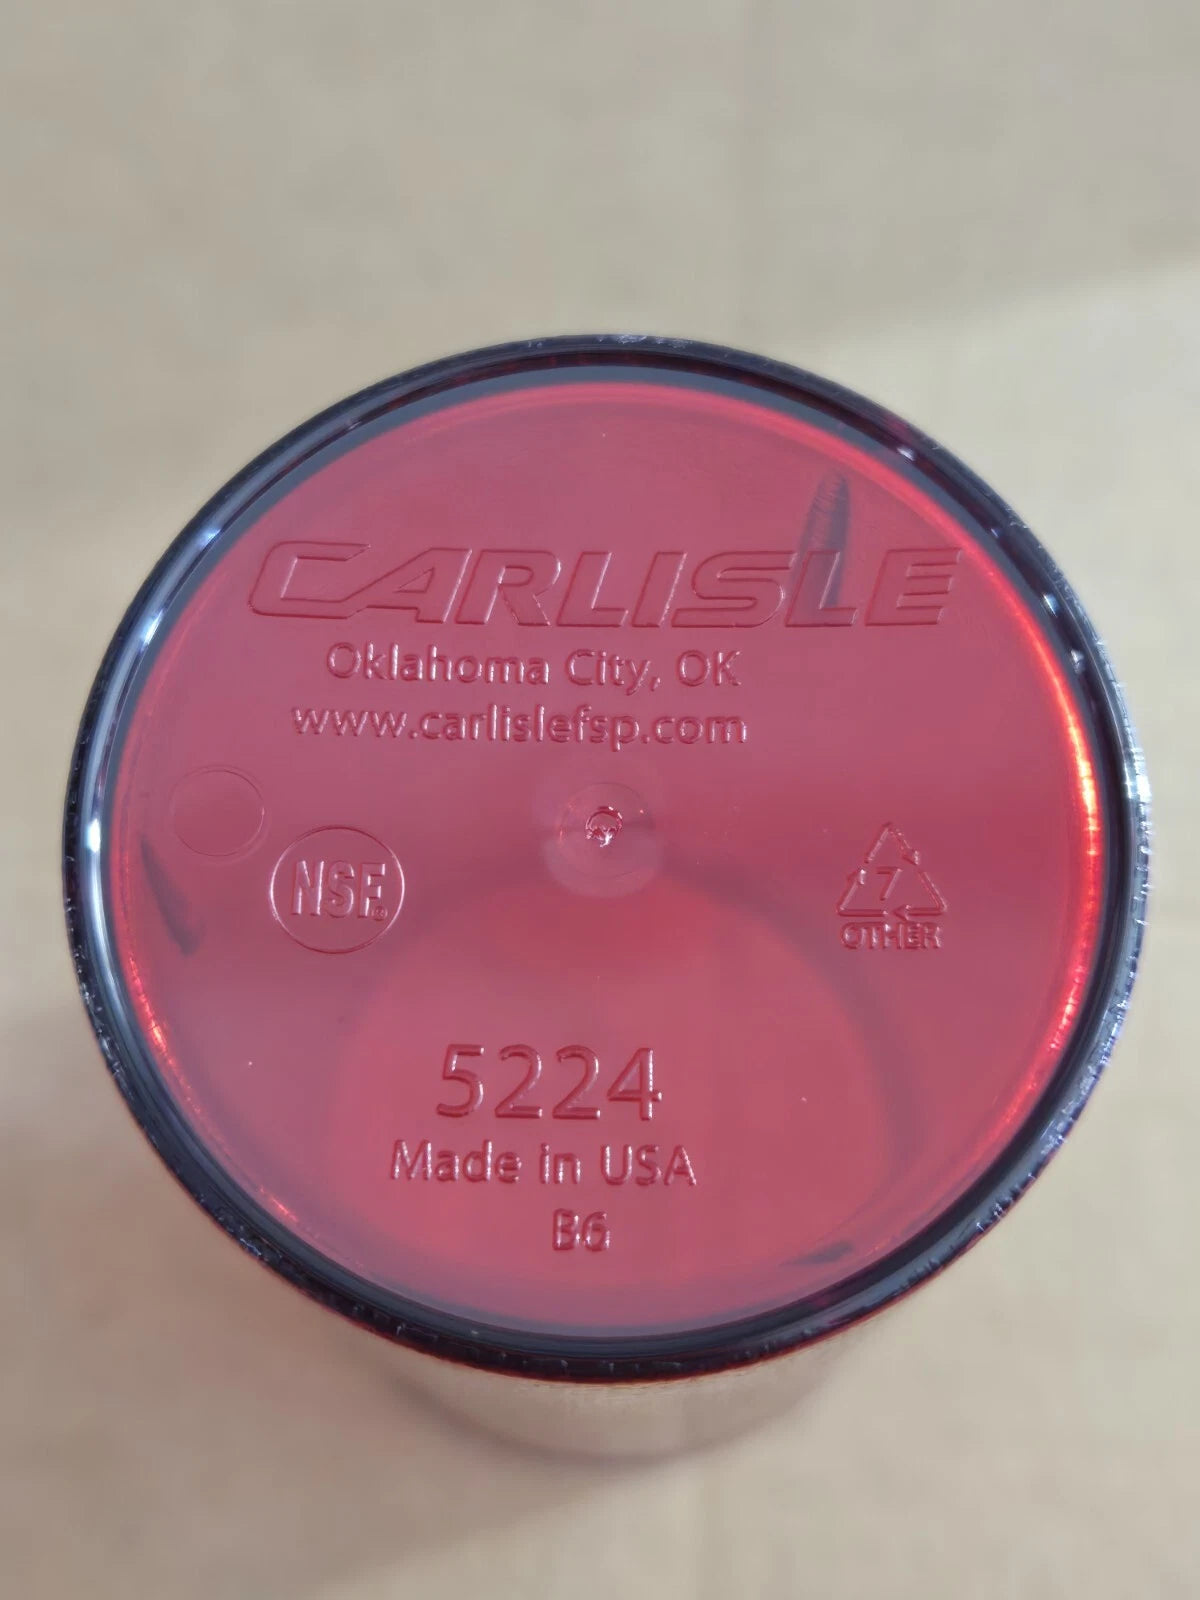 CARLISLE
Oklahoma City, OK
www.carlislefsp.com
NSF®
7
OTHER
5224
Made in USA
B6